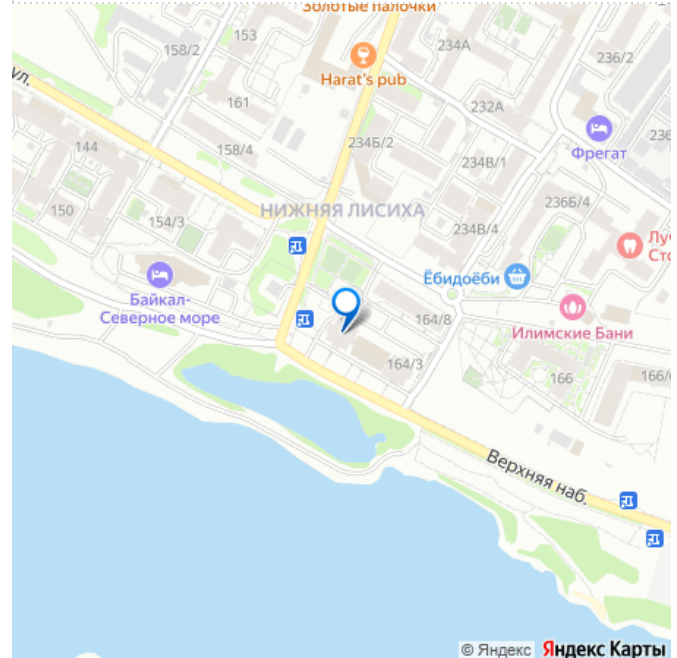 Золотые палочки
153
158/2
234А
236/2
Harat's pub
ул.
161
232А
236
Фрегат
144
158/4
234Б/2
234В/1
150
154/3
НИЖНЯЯ ЛИСИХА
236Б/4
234В/4
Ёбидоёби
Байкал-
Северное море
164/8
Илимские Бани
164/3
166
Верхняя наб.
© Яндекс Яндекс Карты